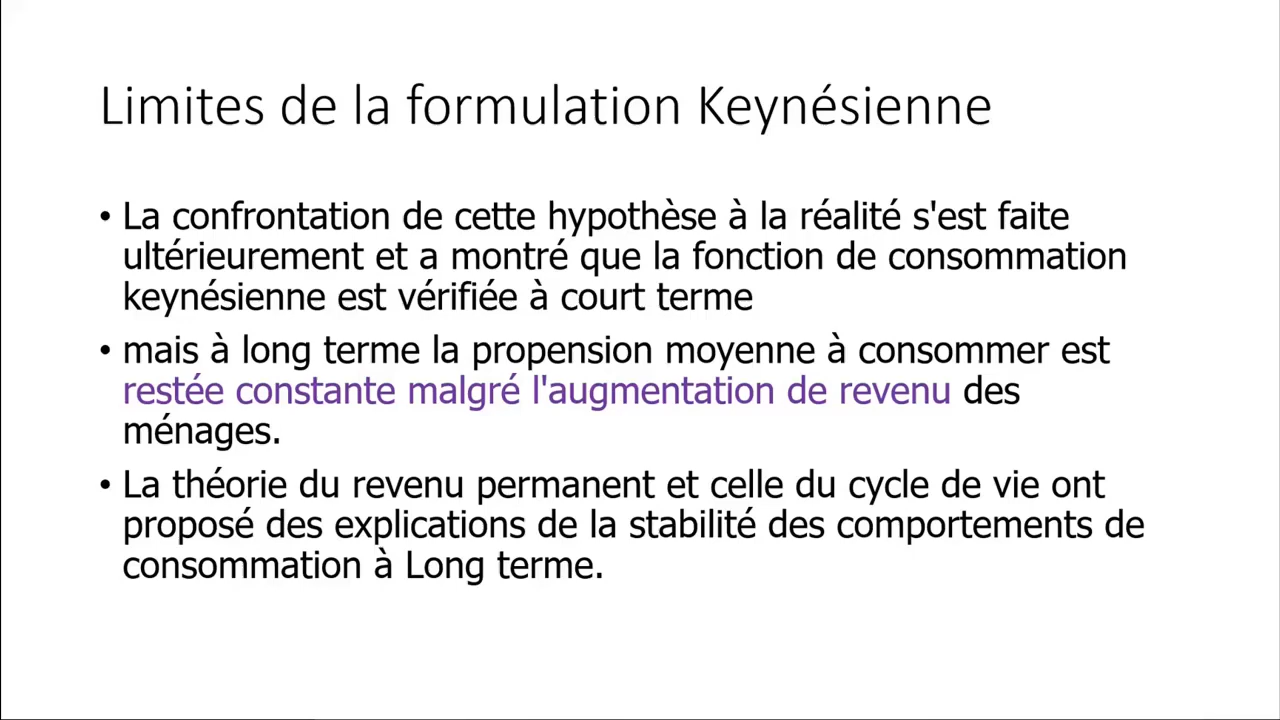 Limites de la formulation Keynésienne
• La confrontation de cette hypothèse à la réalité s'est faite
ultérieurement et a montré que la fonction de consommation
keynésienne est vérifiée à court terme
• mais à long terme la propension moyenne à consommer est
restée constante malgré l'augmentation de revenu des
ménages.
• La théorie du revenu permanent et celle du cycle de vie ont
proposé des explications de la stabilité des comportements de
consommation à Long terme.